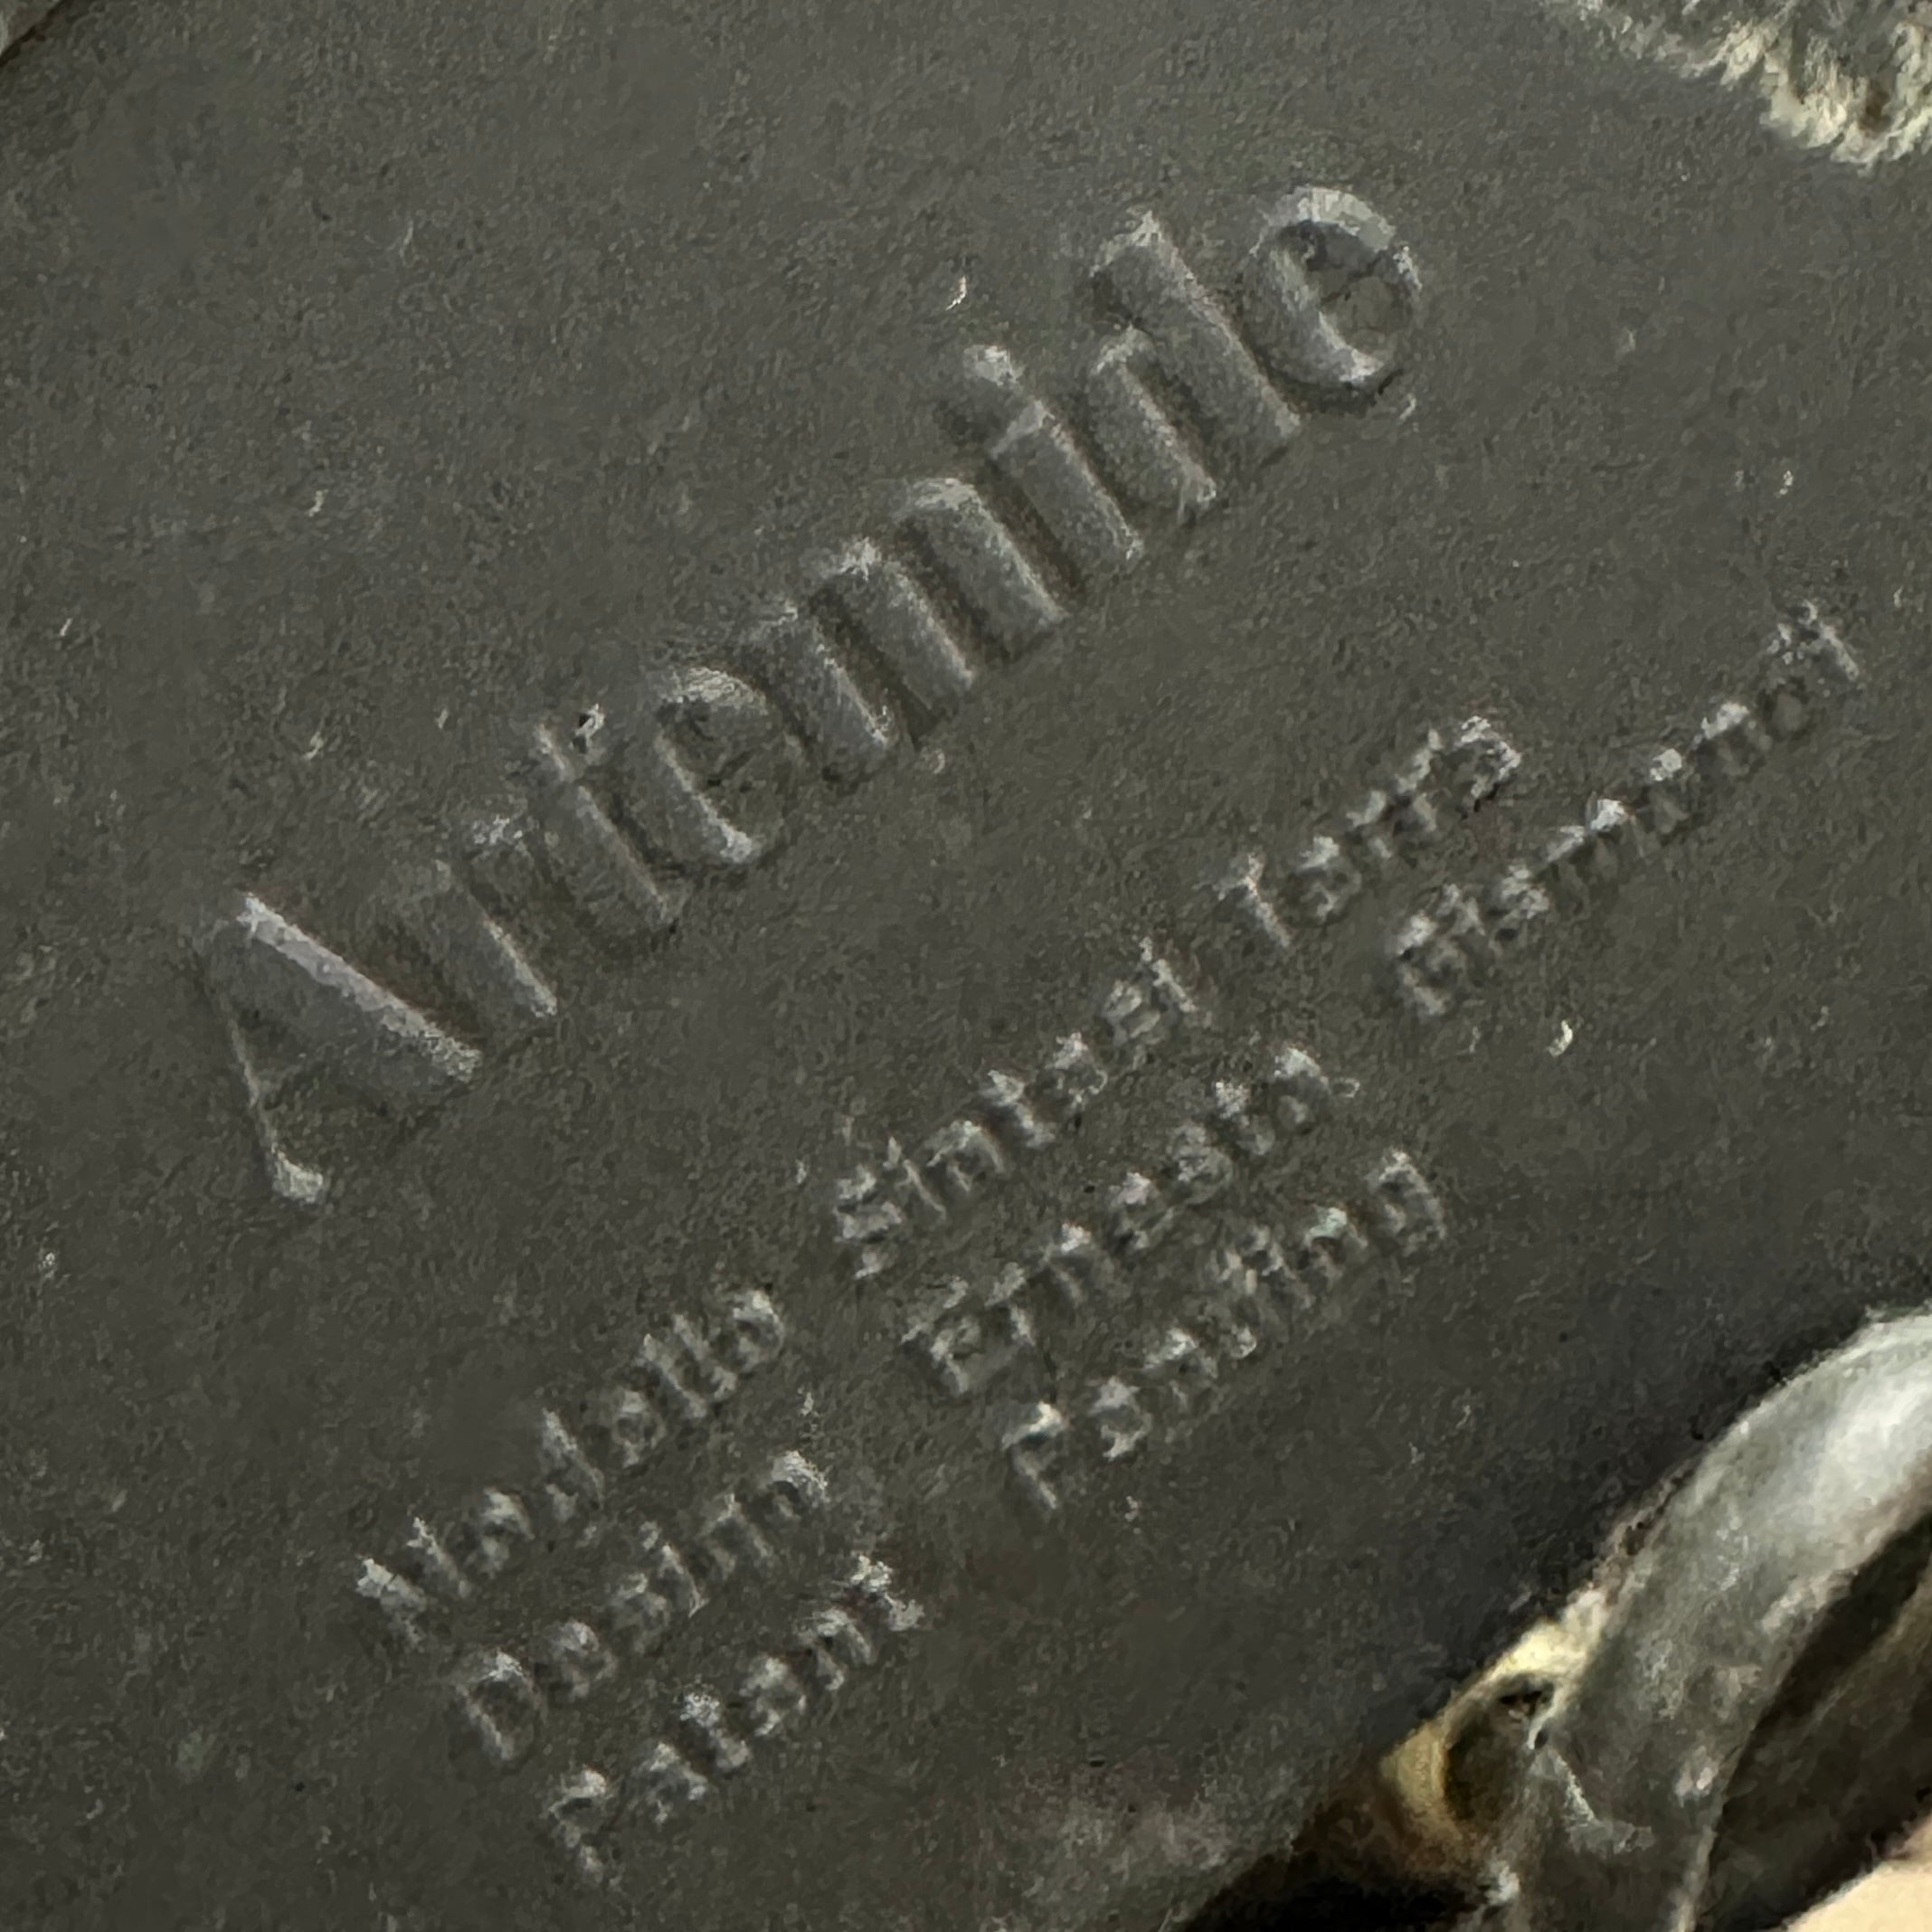 Artemide
Modello Sintesi Terra
Design Ernesto Gismondi
Patent Pending